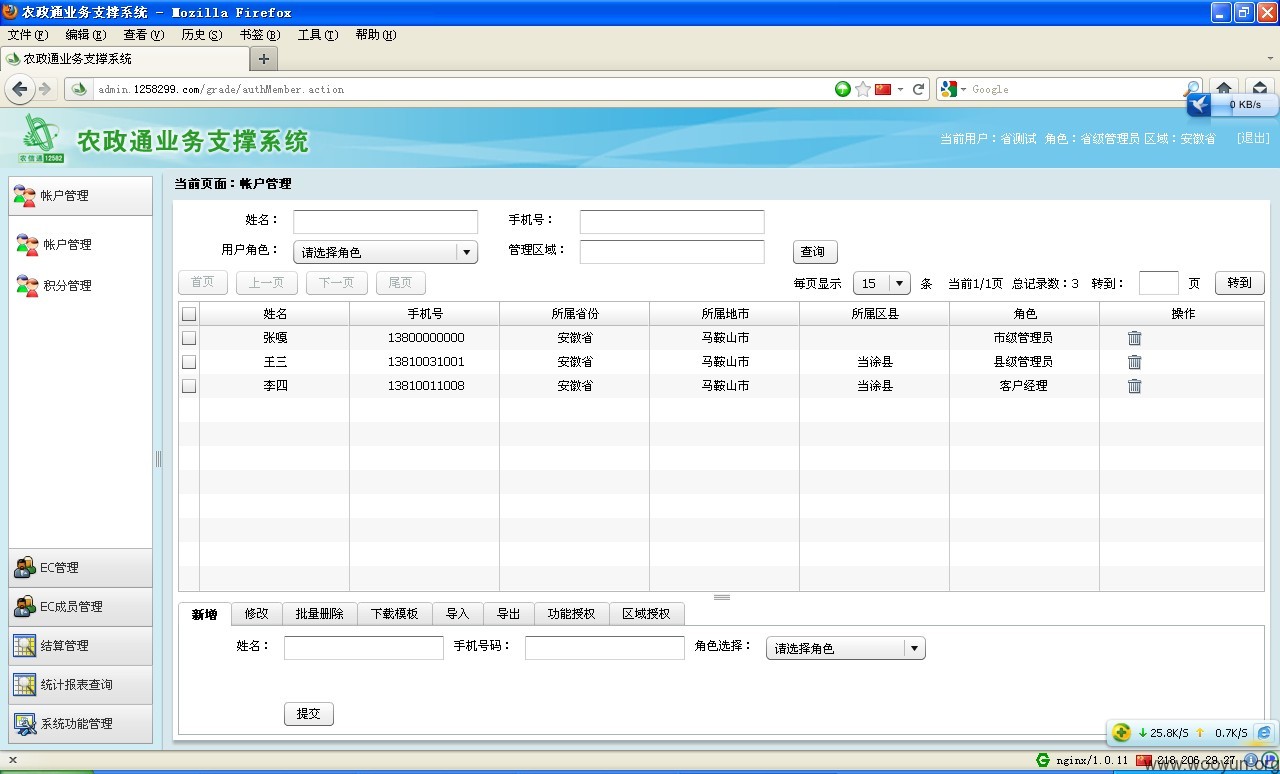 农政通业务支撑系统 - Mozilla Firefox
文件(F) 编辑(E) 查看(V) 历史(S) 书签(B) 工具(T) 帮助(H)
农政通业务支撑系统
admin.1258299.com/grade/authMember.action
Google
0 KB/s
农信通 12582
农政通业务支撑系统
当前用户：省测试 角色：省级管理员 区域：安徽省 [退出]
帐户管理
帐户管理
积分管理
EC管理
EC成员管理
结算管理
统计报表查询
系统功能管理
当前页面：帐户管理
姓名： 手机号：
用户角色： 请选择角色 管理区域： 查询
首页 上一页 下一页 尾页 每页显示 15 条 当前1/1页 总记录数：3 转到： 页 转到
姓名 手机号 所属省份 所属地市 所属区县 角色 操作
张嘎 13800000000 安徽省 马鞍山市 市级管理员
王三 13810031001 安徽省 马鞍山市 当涂县 县级管理员
李四 13810011008 安徽省 马鞍山市 当涂县 客户经理
新增 修改 批量删除 下载模板 导入 导出 功能授权 区域授权
姓名： 手机号码： 角色选择： 请选择角色
提交
25.8K/S 0.7K/S
nginx/1.0.11
www.wooyun.org